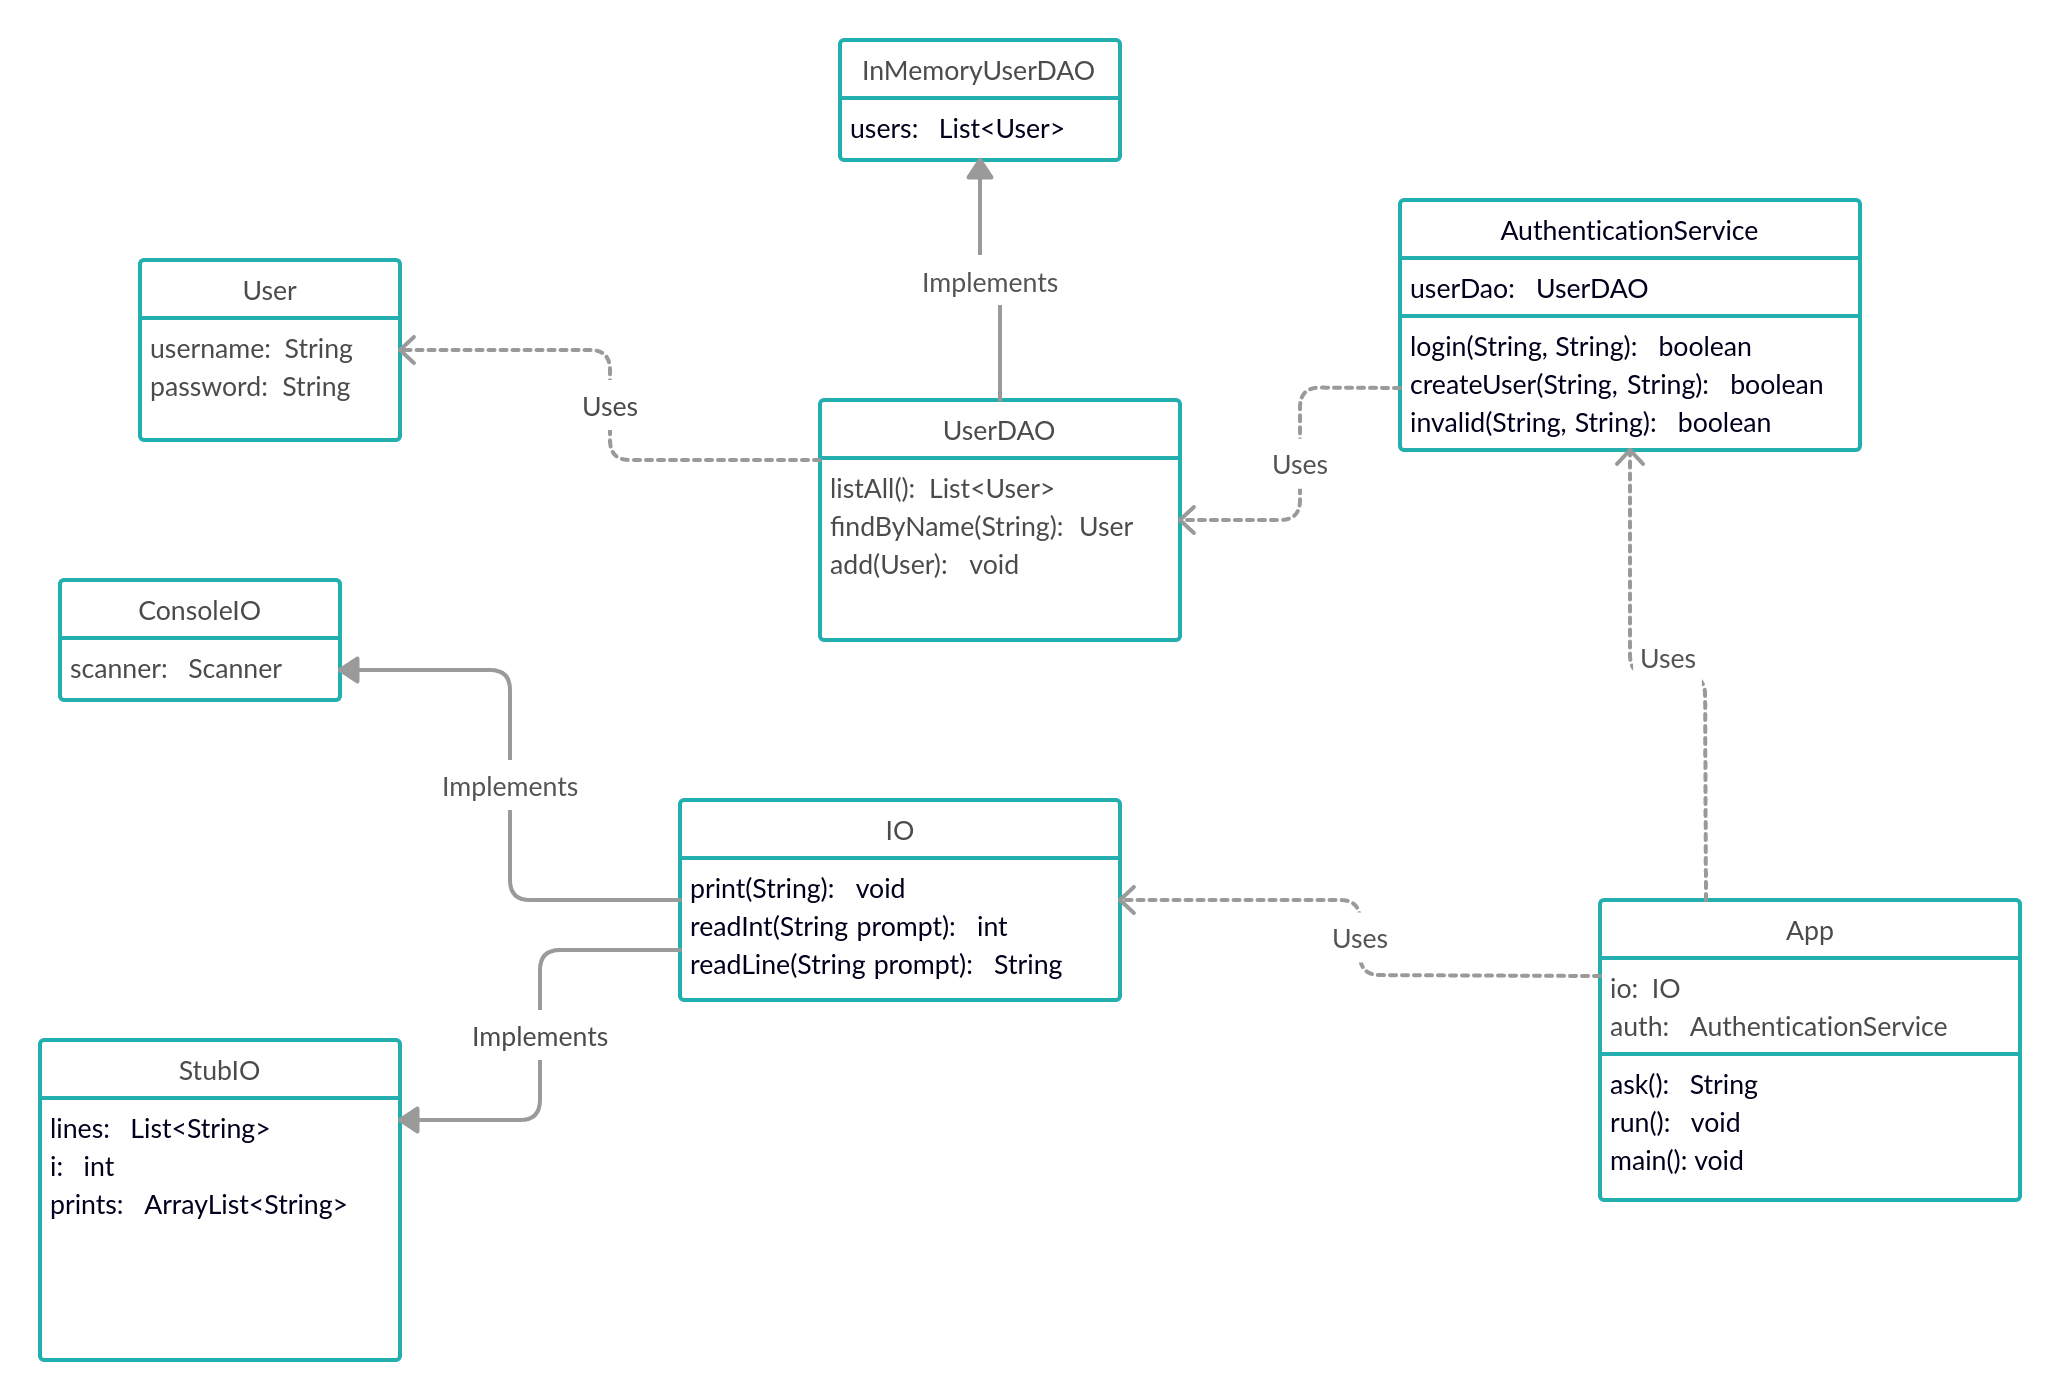 InMemoryUserDAO
users: List<User>
Implements
AuthenticationService
userDao: UserDAO
login(String, String): boolean
createUser(String, String): boolean
invalid(String, String): boolean
User
username: String
password: String
Uses
UserDAO
listAll(): List<User>
findByName(String): User
add(User): void
Uses
ConsoleIO
scanner: Scanner
Uses
Implements
IO
print(String): void
readInt(String prompt): int
readLine(String prompt): String
Uses
App
io: IO
auth: AuthenticationService
ask(): String
run(): void
main(): void
Implements
StubIO
lines: List<String>
i: int
prints: ArrayList<String>